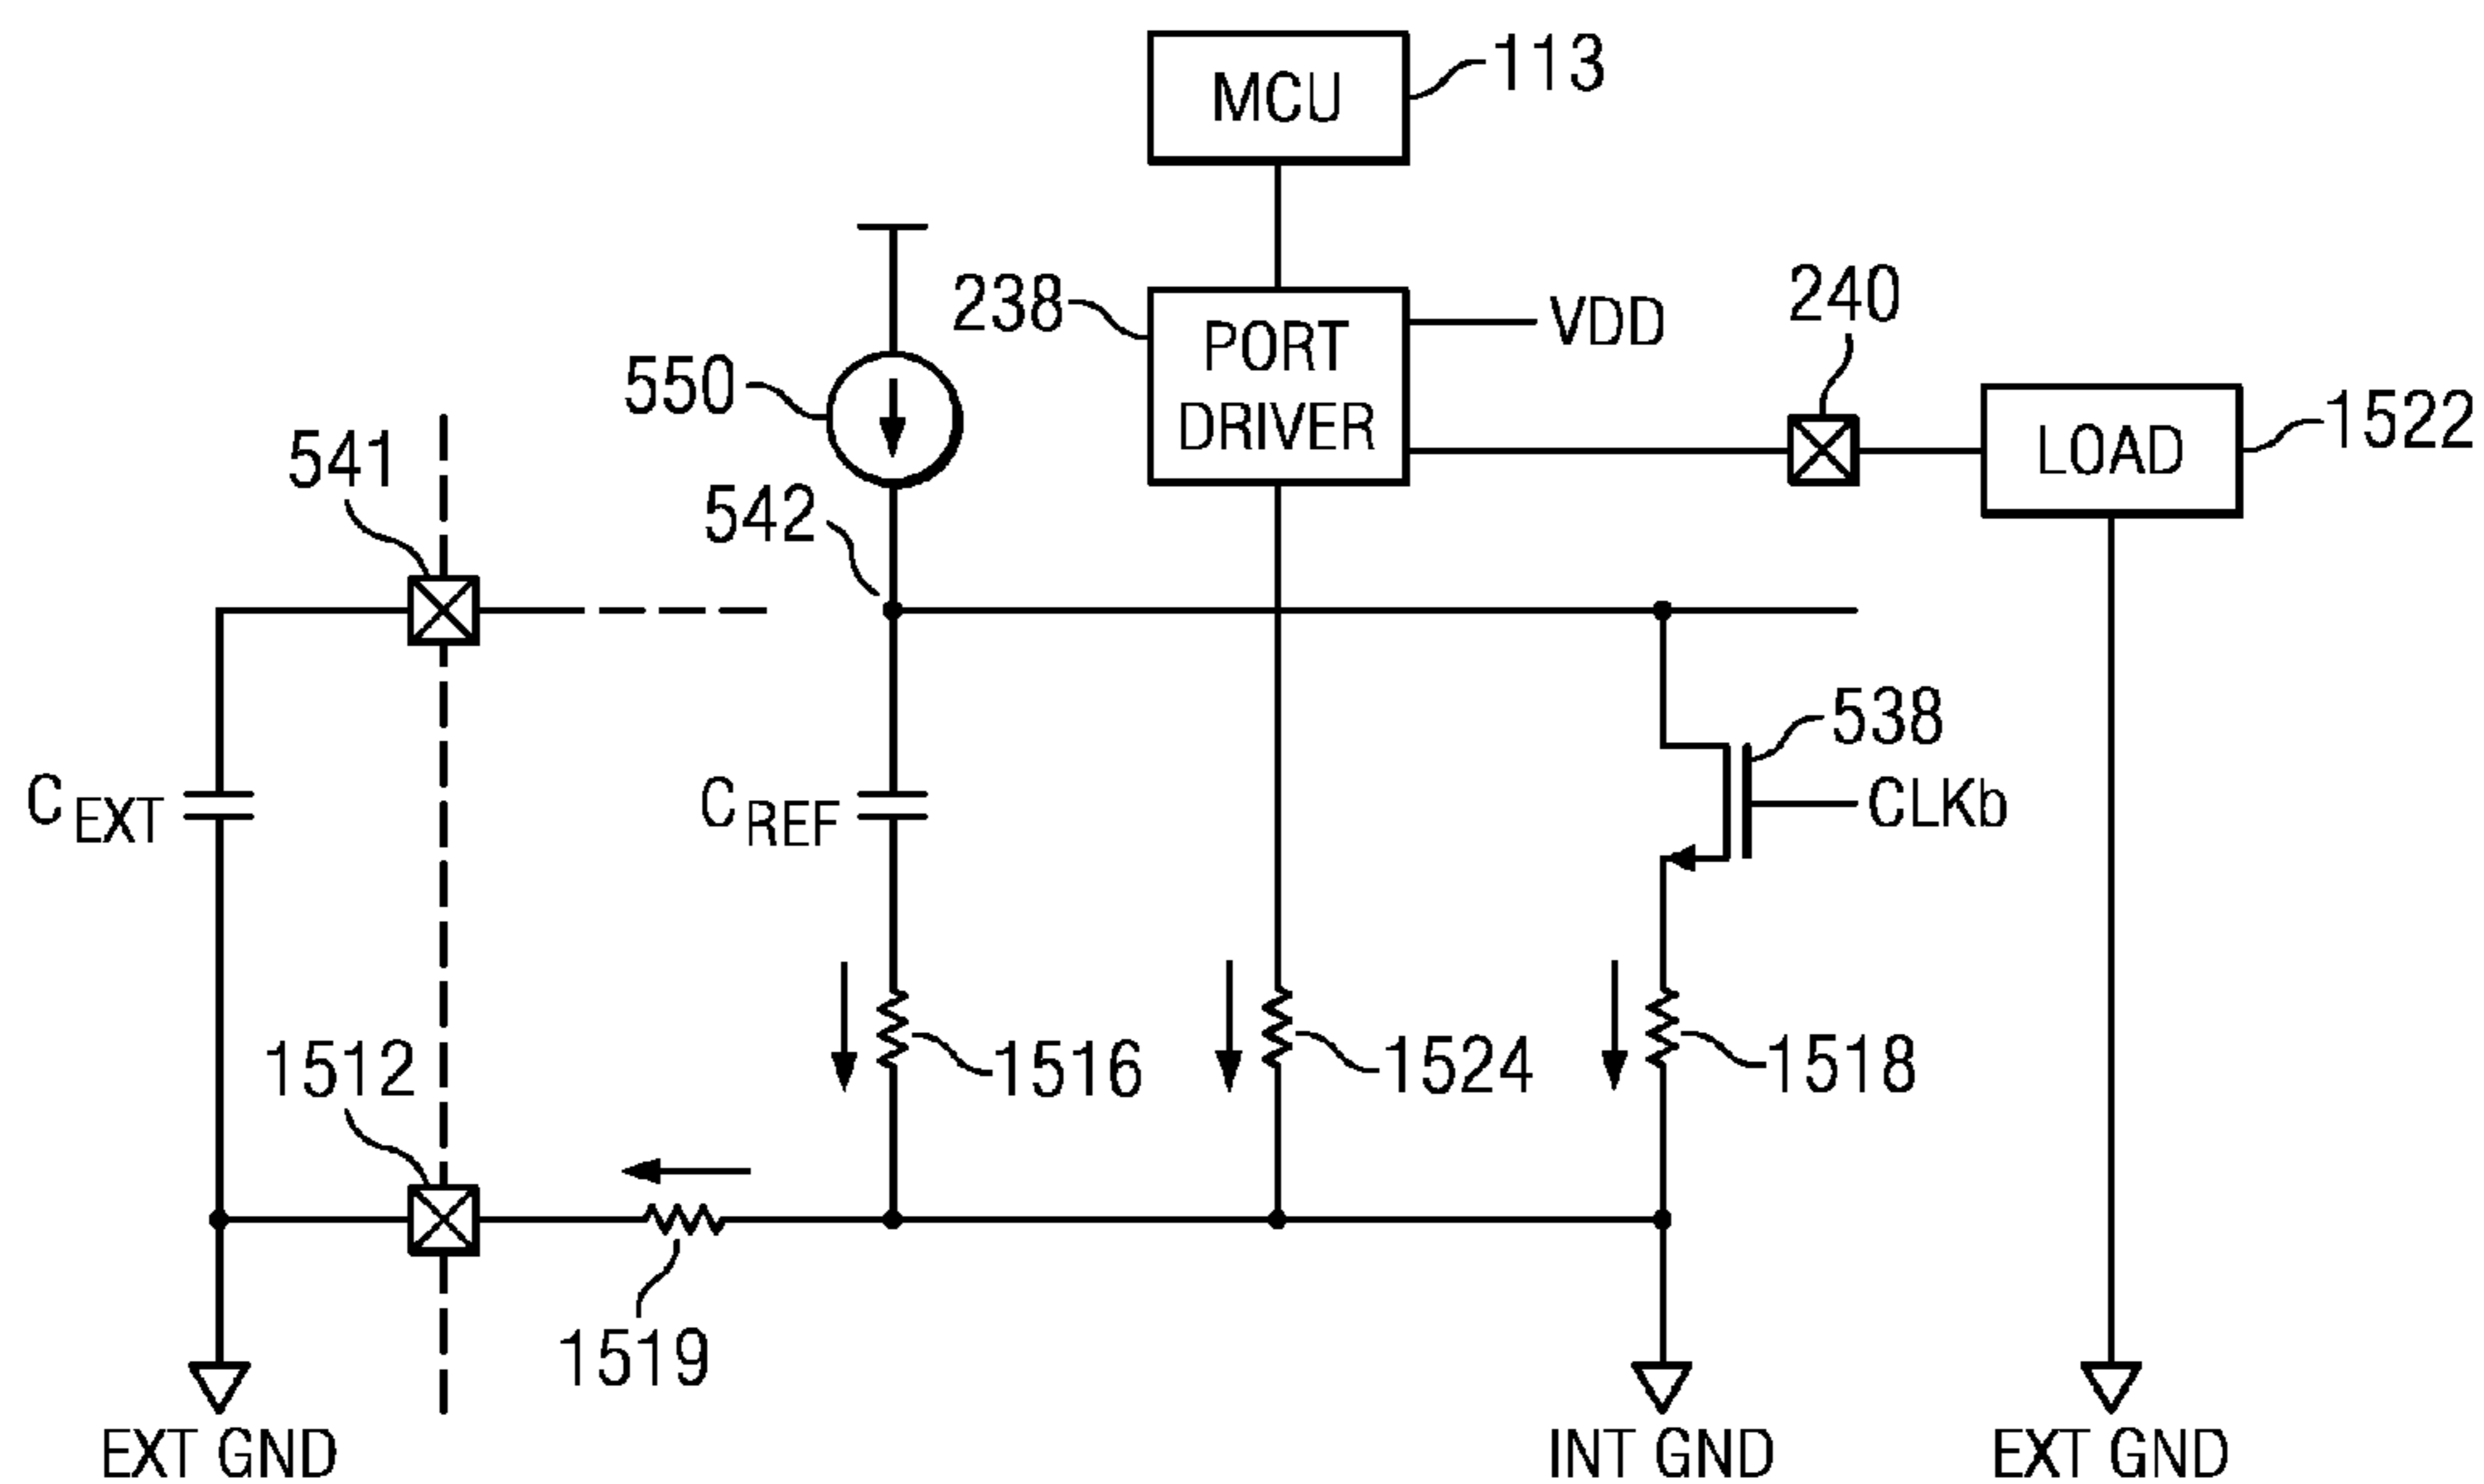 MCU
113
238
PORT
DRIVER
VDD
240
LOAD
1522
550
541
542
538
CLKb
C EXT
C REF
1512
1516
1524
1518
1519
EXT GND
INT GND
EXT GND